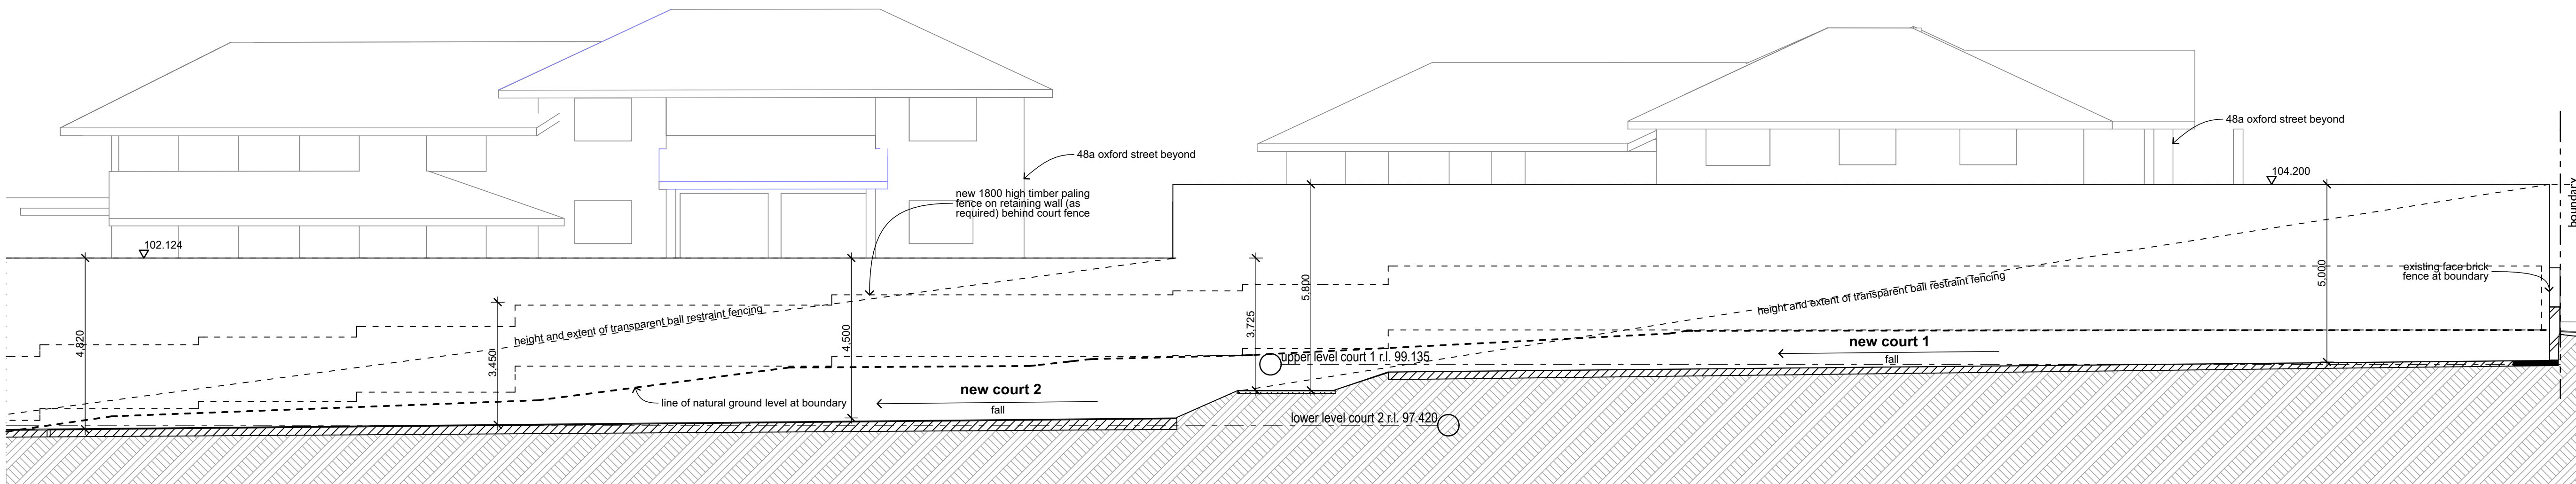 48a oxford street beyond
48a oxford street beyond
new 1800 high timber paling
fence on retaining wall (as
required) behind court fence
104.200
boundary
102.124
existing face brick
fence at boundary
5,000
5,800
3,725
4,500
4,820
3,450
height and extent of transparent ball restraint fencing
height and extent of transparent ball restraint fencing
new court 1
fall
upper level court 1 r.l. 99.135
new court 2
fall
line of natural ground level at boundary
lower level court 2 r.l. 97.420